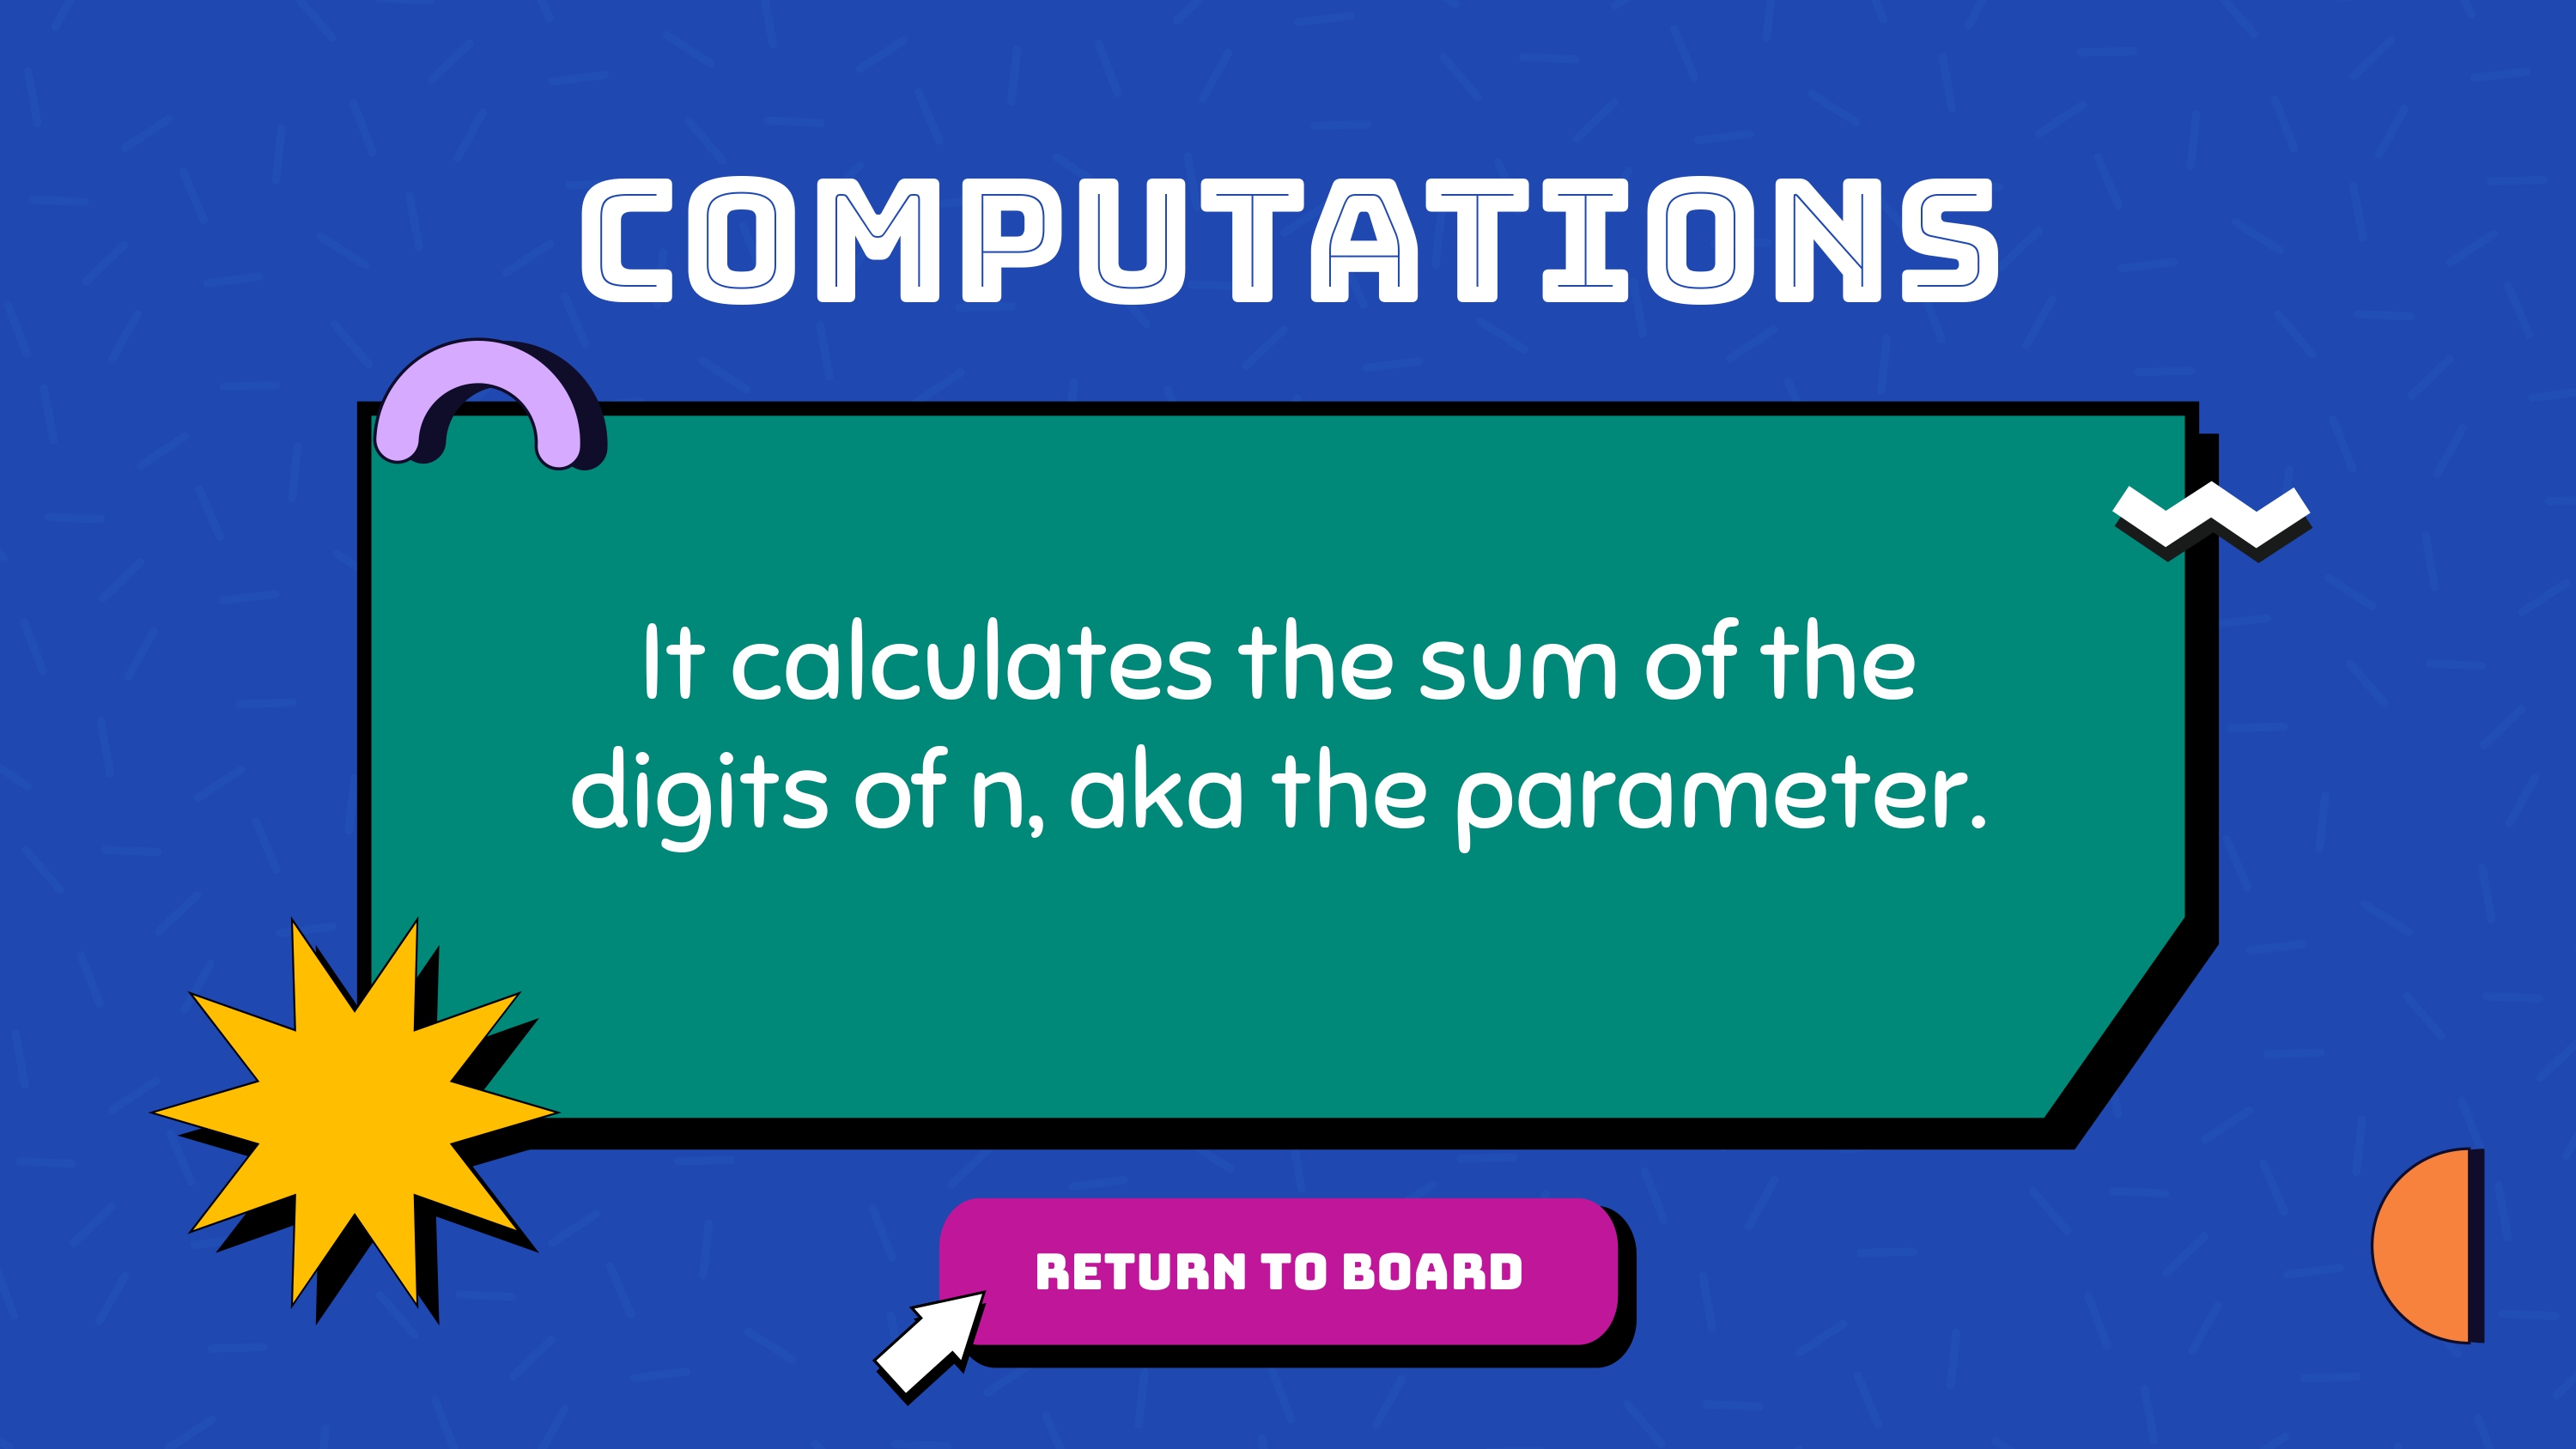 COMPUTATIONS
It calculates the sum of the
digits of n, aka the parameter.
RETURN TO BOARD